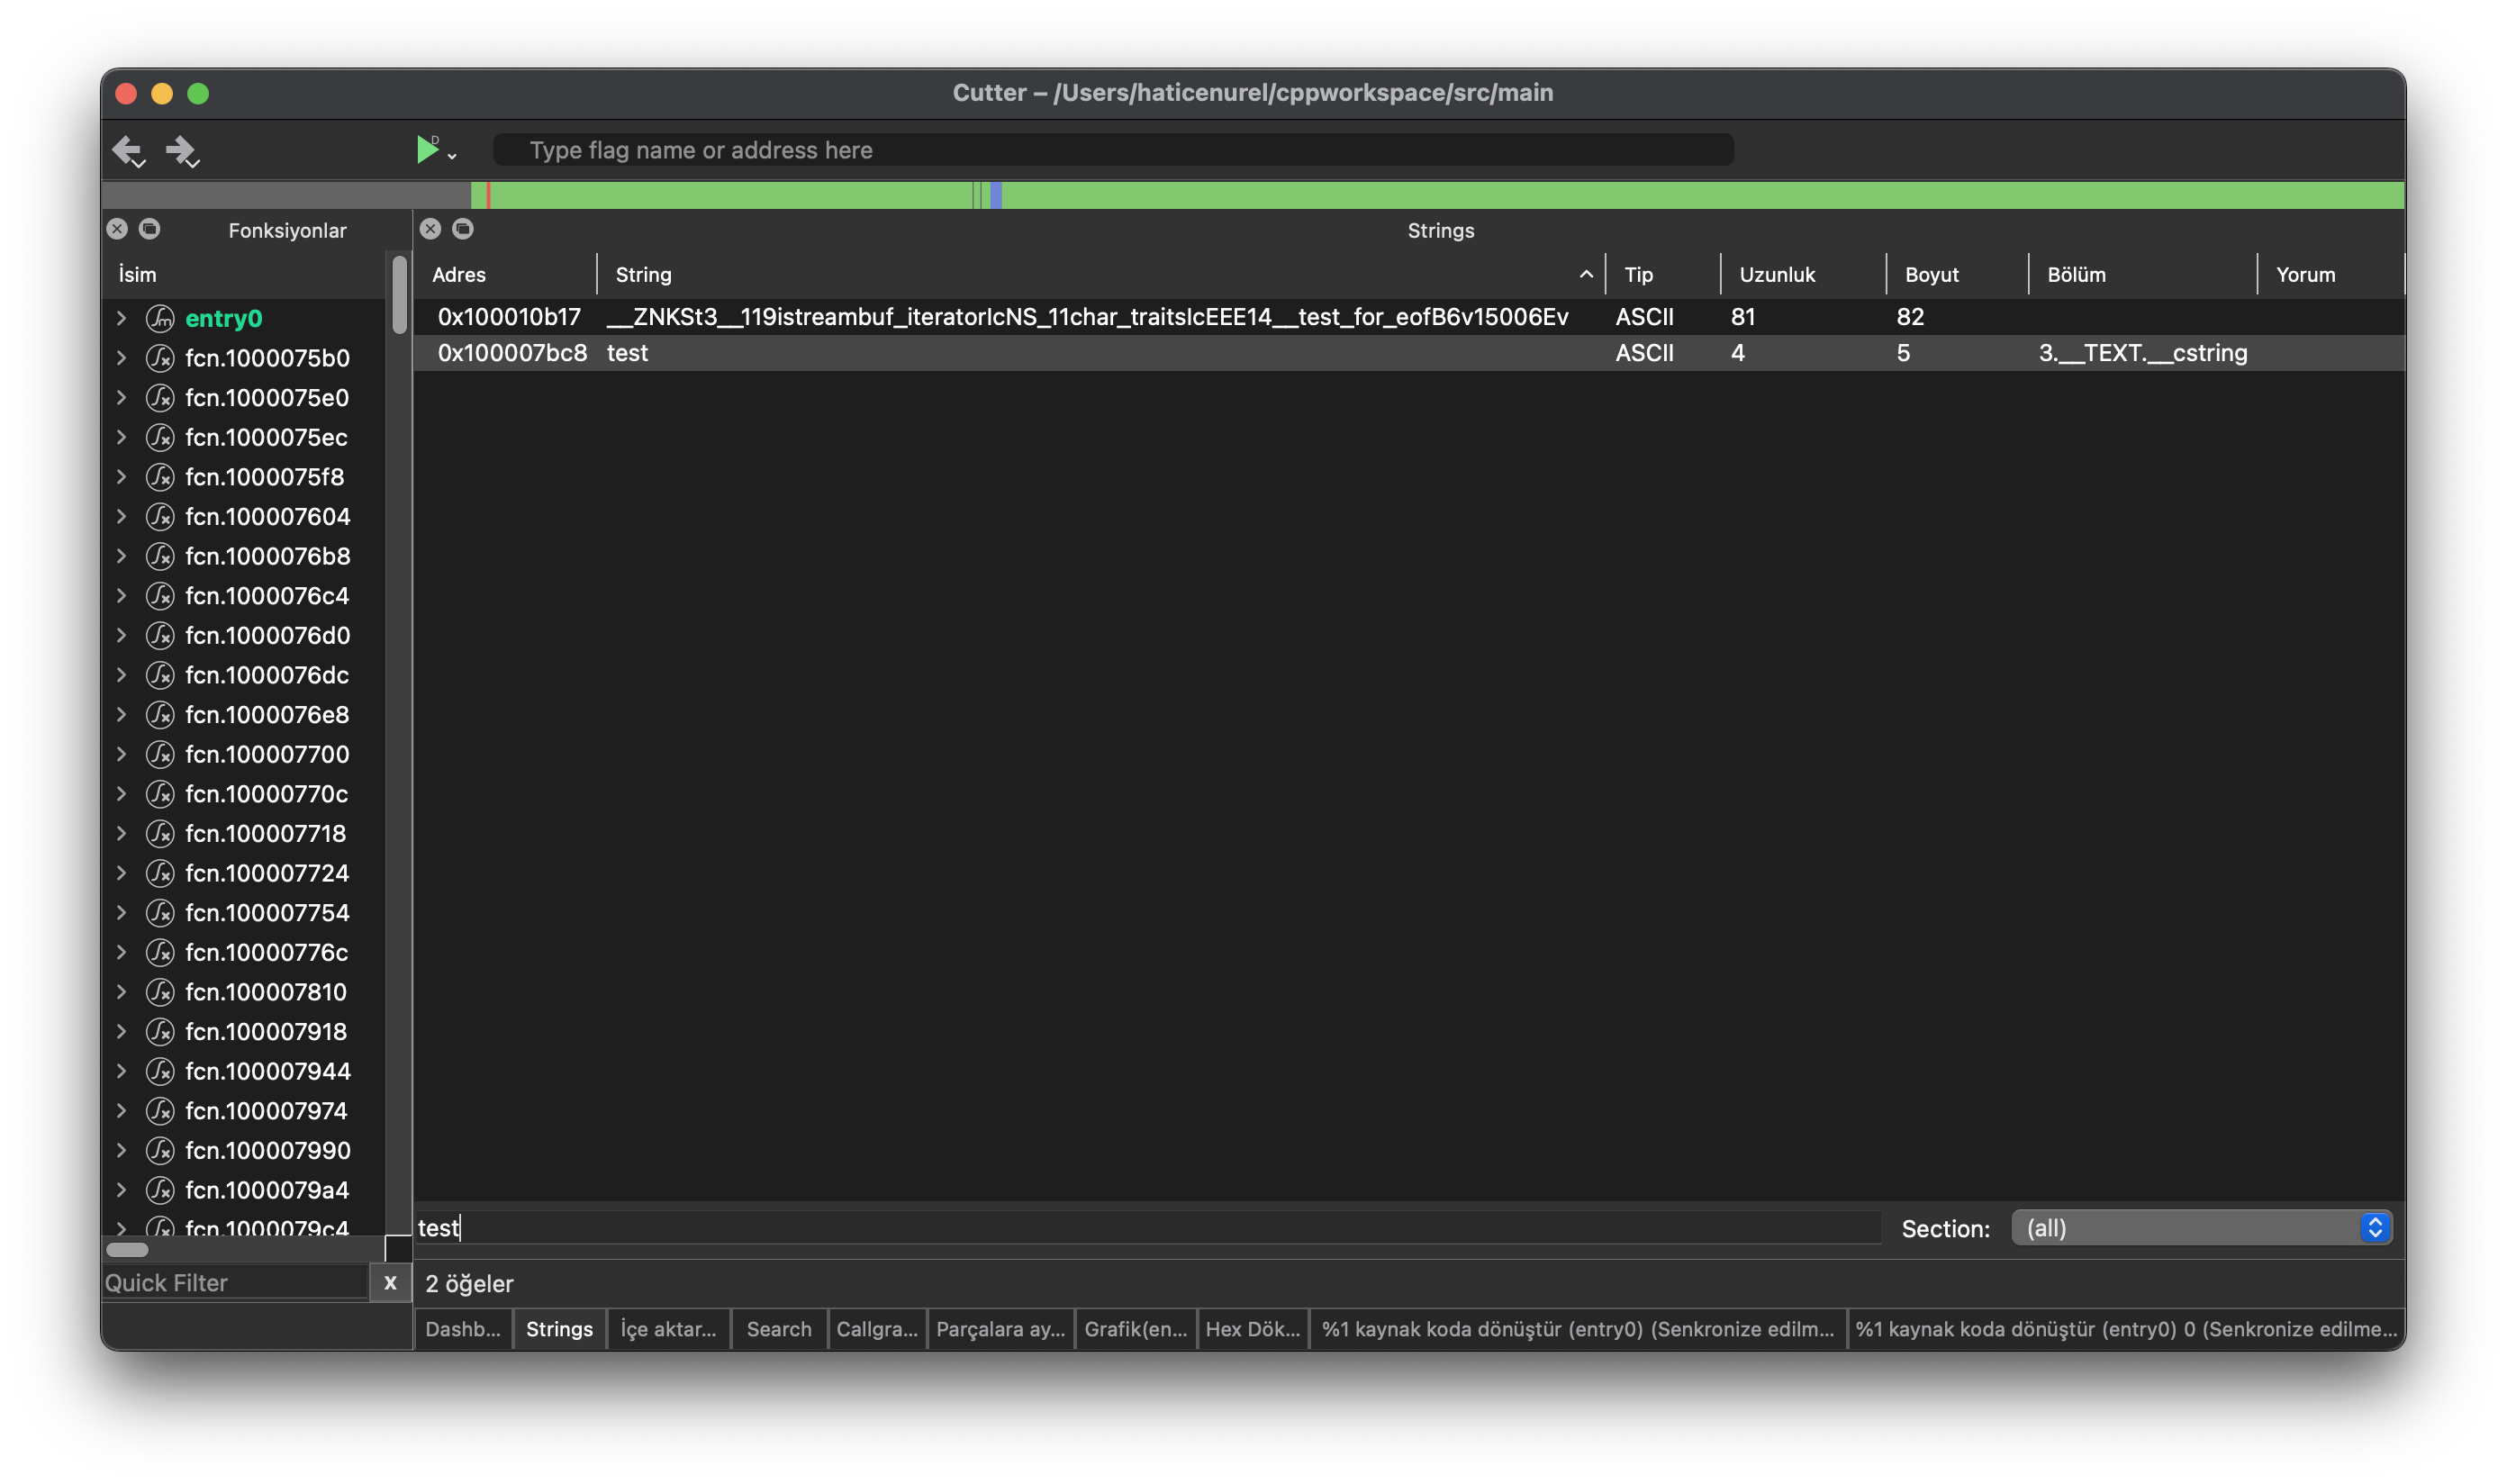 Cutter – /Users/haticenurel/cppworkspace/src/main
D
Type flag name or address here
Fonksiyonlar
İsim
entry0
fcn.1000075b0
fcn.1000075e0
fcn.1000075ec
fcn.1000075f8
fcn.100007604
fcn.1000076b8
fcn.1000076c4
fcn.1000076d0
fcn.1000076dc
fcn.1000076e8
fcn.100007700
fcn.10000770c
fcn.100007718
fcn.100007724
fcn.100007754
fcn.10000776c
fcn.100007810
fcn.100007918
fcn.100007944
fcn.100007974
fcn.100007990
fcn.1000079a4
fcn.1000079c4
Quick Filter
x
Strings
Adres String Tip Uzunluk Boyut Bölüm Yorum
0x100010b17 __ZNKSt3__119istreambuf_iteratorIcNS_11char_traitsIcEEE14__test_for_eofB6v15006Ev ASCII 81 82
0x100007bc8 test ASCII 4 5 3.__TEXT.__cstring
test
Section: (all)
2 öğeler
Dashb... Strings İçe aktar... Search Callgra... Parçalara ay... Grafik(en... Hex Dök... %1 kaynak koda dönüştür (entry0) (Senkronize edilm... %1 kaynak koda dönüştür (entry0) 0 (Senkronize edilme...